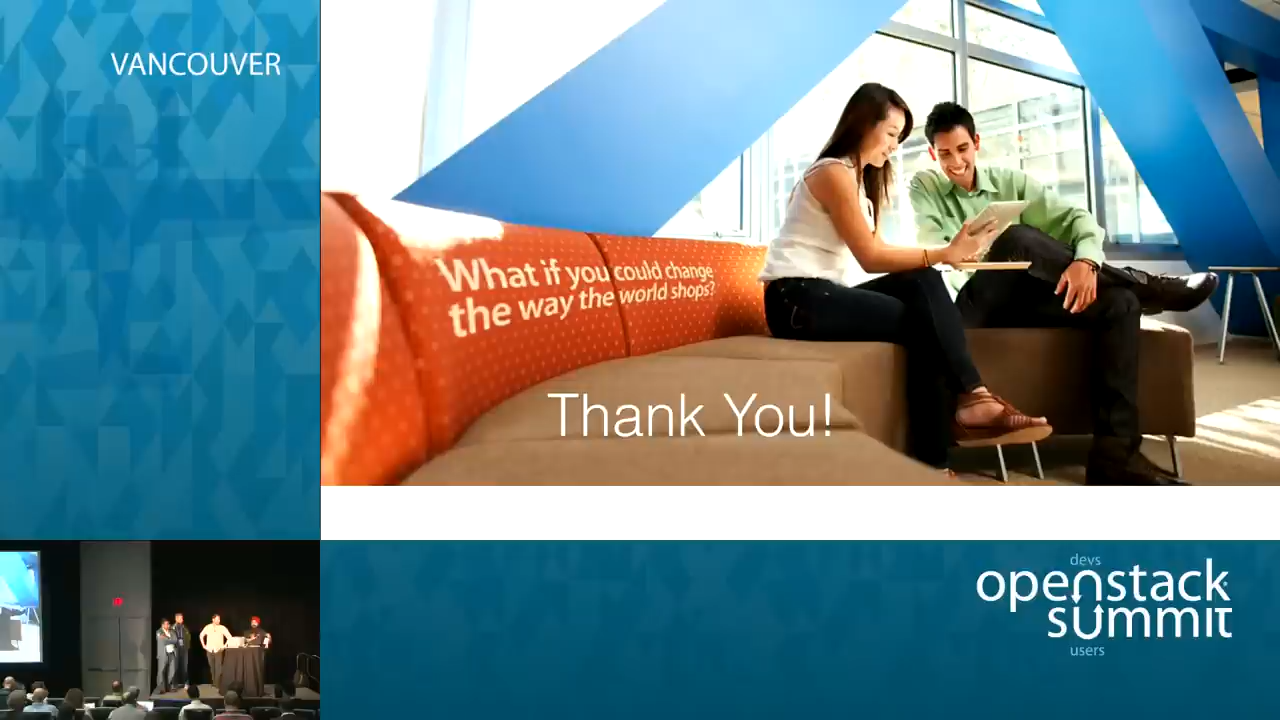 VANCOUVER
What if you could change
the way the world shops?
Thank You!
devs
openstack
summit
users